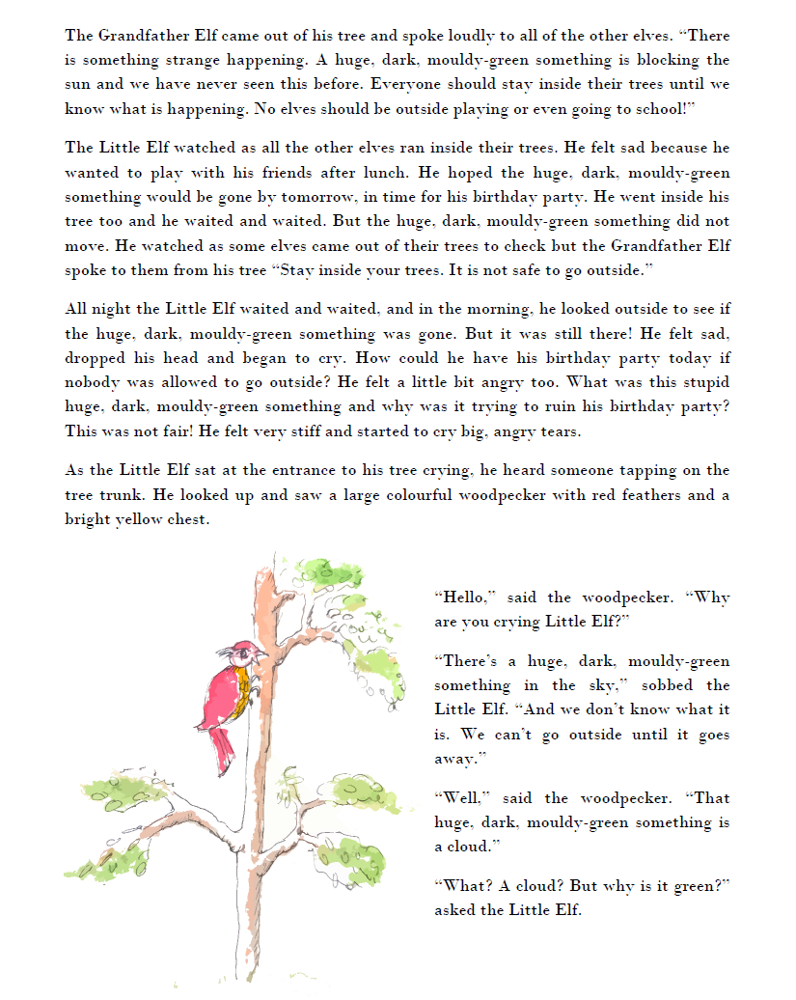 The Grandfather Elf came out of his tree and spoke loudly to all of the other elves. “There
is something strange happening. A huge, dark, mouldy-green something is blocking the
sun and we have never seen this before. Everyone should stay inside their trees until we
know what is happening. No elves should be outside playing or even going to school!”
The Little Elf watched as all the other elves ran inside their trees. He felt sad because he
wanted to play with his friends after lunch. He hoped the huge, dark, mouldy-green
something would be gone by tomorrow, in time for his birthday party. He went inside his
tree too and he waited and waited. But the huge, dark, mouldy-green something did not
move. He watched as some elves came out of their trees to check but the Grandfather Elf
spoke to them from his tree “Stay inside your trees. It is not safe to go outside.”
All night the Little Elf waited and waited, and in the morning, he looked outside to see if
the huge, dark, mouldy-green something was gone. But it was still there! He felt sad,
dropped his head and began to cry. How could he have his birthday party today if
nobody was allowed to go outside? He felt a little bit angry too. What was this stupid
huge, dark, mouldy-green something and why was it trying to ruin his birthday party?
This was not fair! He felt very stiff and started to cry big, angry tears.
As the Little Elf sat at the entrance to his tree crying, he heard someone tapping on the
tree trunk. He looked up and saw a large colourful woodpecker with red feathers and a
bright yellow chest.
“Hello,” said the woodpecker. “Why
are you crying Little Elf?”
“There’s a huge, dark, mouldy-green
something in the sky,” sobbed the
Little Elf. “And we don’t know what it
is. We can’t go outside until it goes
away.”
“Well,” said the woodpecker. “That
huge, dark, mouldy-green something is
a cloud.”
“What? A cloud? But why is it green?”
asked the Little Elf.